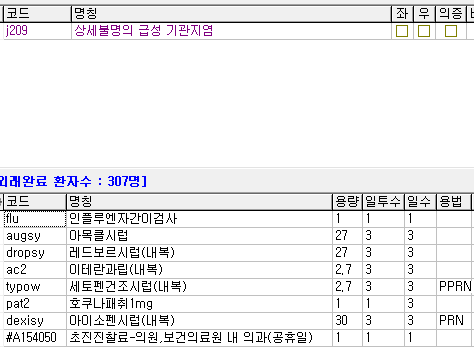 코드 명칭 좌 우 의증
j209 상세불명의 급성 기관지염
외래완료 환자수 : 307명]
코드 명칭 용량 일투수 일수 용법
flu 인플루엔자간이검사 1 1 1
augsy 아목클시럽 27 3 3
dropsy 레드보르시럽(내복) 27 3 3
ac2 이테란과립(내복) 2,7 3 3
typow 세토펜건조시럽(내복) 2,7 3 3 PPRN
pat2 호쿠나패취1mg 1 1 3
dexisy 아이소펜시럽(내복) 30 3 3 PRN
#A154050 초진진찰료-의원,보건의료원 내 의과(공휴일) 1 1 1